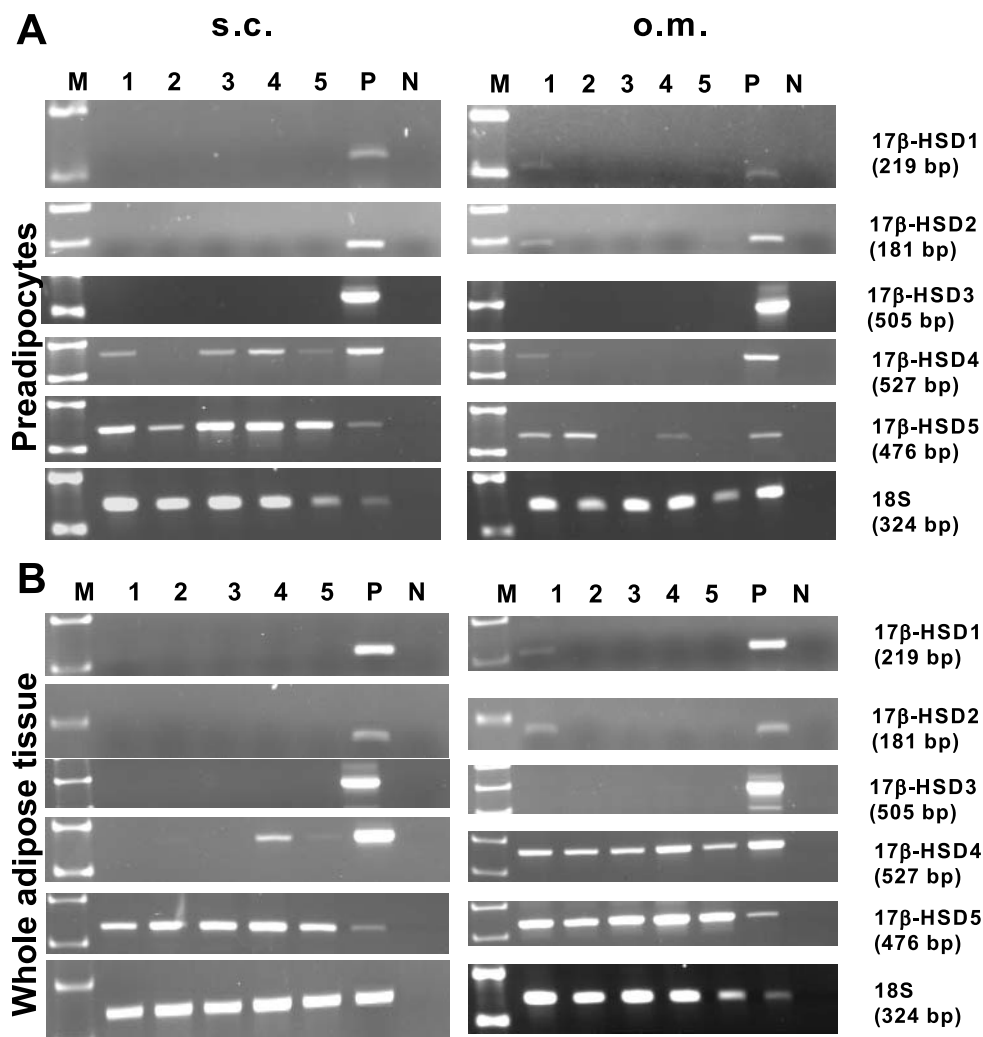 A s.c. o.m.
M 1 2 3 4 5 P N M 1 2 3 4 5 P N
Preadipocytes
17β-HSD1
(219 bp)
17β-HSD2
(181 bp)
17β-HSD3
(505 bp)
17β-HSD4
(527 bp)
17β-HSD5
(476 bp)
18S
(324 bp)
B M 1 2 3 4 5 P N M 1 2 3 4 5 P N
Whole adipose tissue
17β-HSD1
(219 bp)
17β-HSD2
(181 bp)
17β-HSD3
(505 bp)
17β-HSD4
(527 bp)
17β-HSD5
(476 bp)
18S
(324 bp)